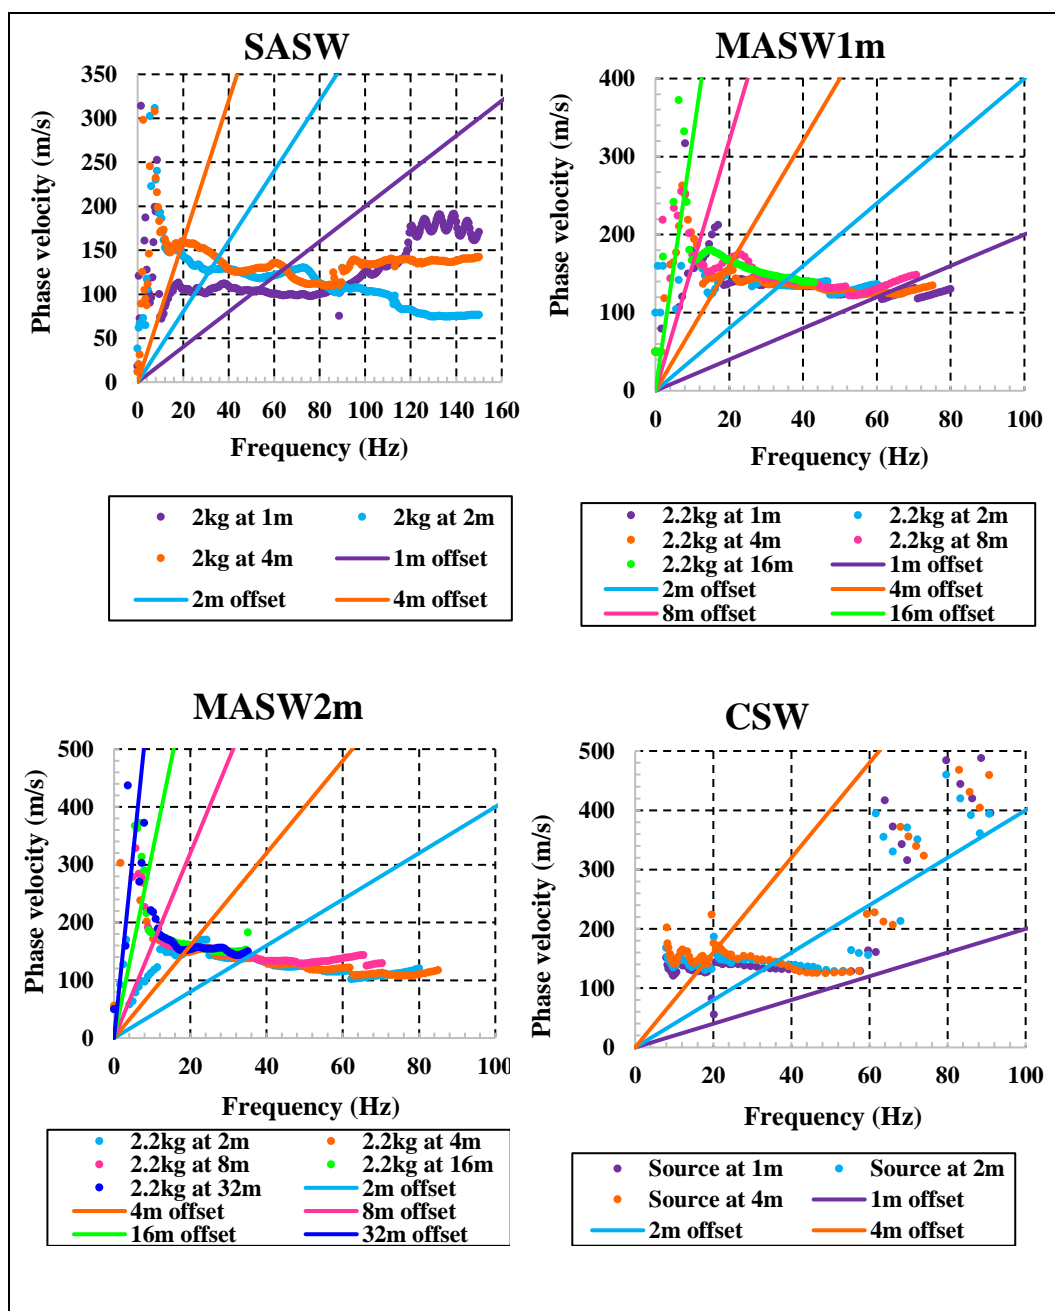 SASW
350
300
250
200
150
100
50
0
0 20 40 60 80 100 120 140 160
Phase velocity (m/s)
Frequency (Hz)
2kg at 1m 2kg at 2m
2kg at 4m 1m offset
2m offset 4m offset
MASW1m
400
300
200
100
0
0 20 40 60 80 100
Phase velocity (m/s)
Frequency (Hz)
2.2kg at 1m 2.2kg at 2m
2.2kg at 4m 2.2kg at 8m
2.2kg at 16m 1m offset
2m offset 4m offset
8m offset 16m offset
MASW2m
500
400
300
200
100
0
0 20 40 60 80 100
Phase velocity (m/s)
Frequency (Hz)
2.2kg at 2m 2.2kg at 4m
2.2kg at 8m 2.2kg at 16m
2.2kg at 32m 2m offset
4m offset 8m offset
16m offset 32m offset
CSW
500
400
300
200
100
0
0 20 40 60 80 100
Phase velocity (m/s)
Frequency (Hz)
Source at 1m Source at 2m
Source at 4m 1m offset
2m offset 4m offset